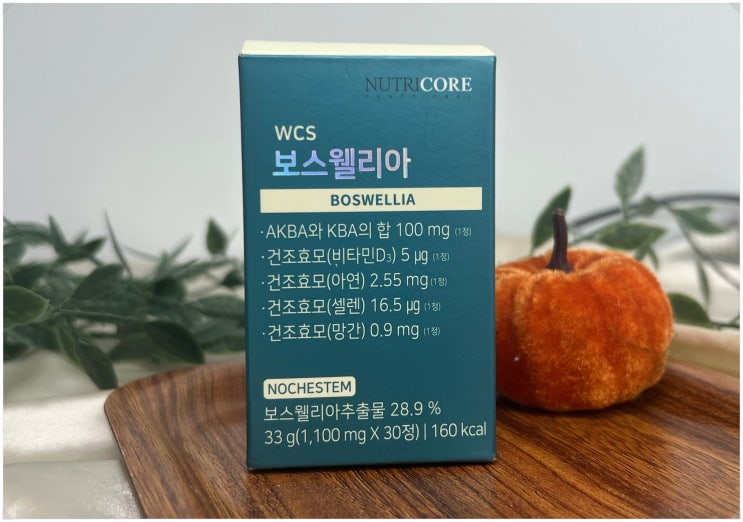 NUTRICORE
WCS
보스웰리아
BOSWELLIA
·AKBA와 KBA의 합 100 mg (1정)
·건조효모(비타민D₃) 5 μg (1정)
·건조효모(아연) 2.55 mg (1정)
·건조효모(셀렌) 16.5 μg (1정)
·건조효모(망간) 0.9 mg (1정)
NOCHESTEM
보스웰리아추출물 28.9 %
33 g(1,100 mg X 30정) | 160 kcal